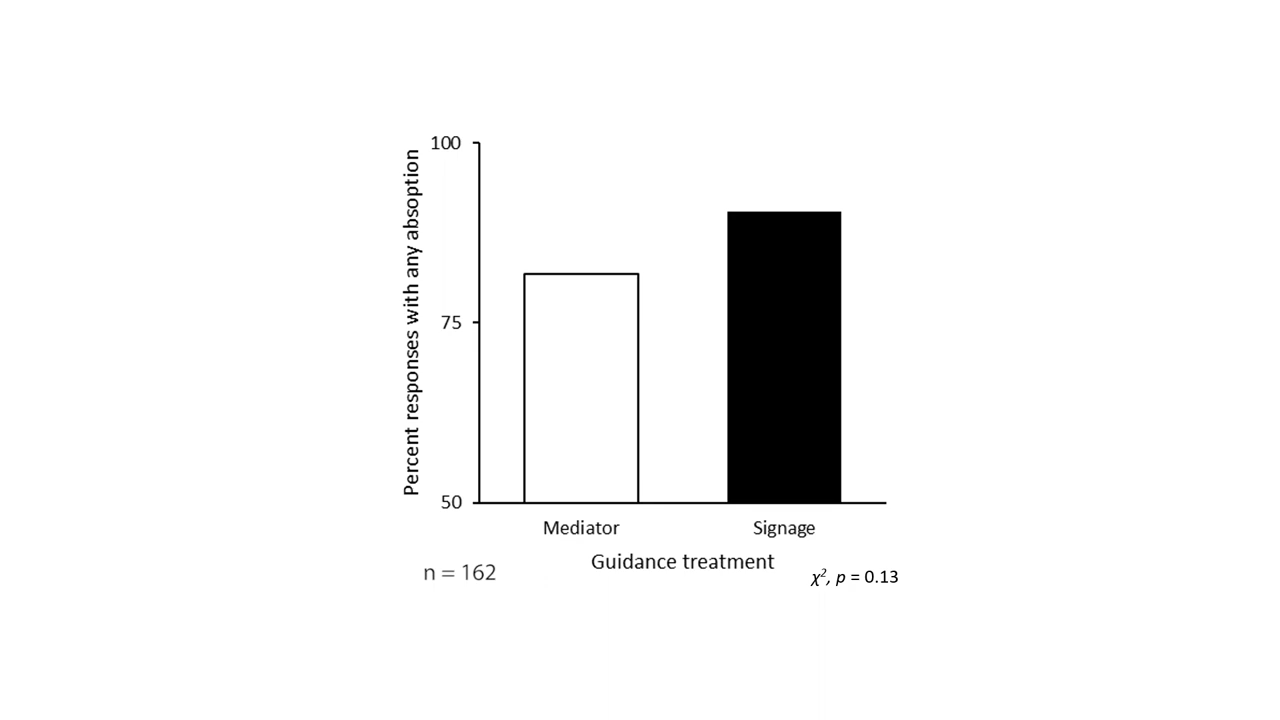 Percent responses with any absoption
100
75
50
Mediator
Signage
Guidance treatment
n = 162
χ², p = 0.13